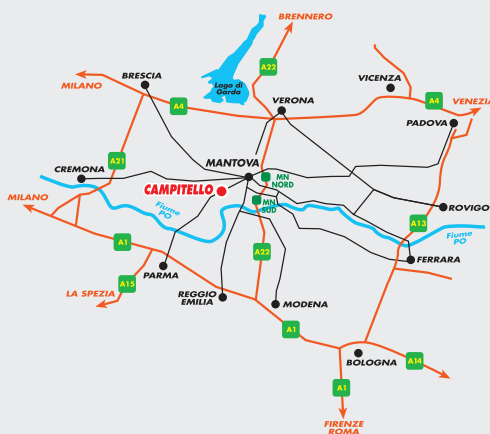 BRENNERO
A22
Lago di
Garda
MILANO
BRESCIA
A4
VERONA
VICENZA
A4
VENEZIA
PADOVA
A21
CREMONA
MANTOVA
MN
NORD
CAMPITELLO
MN
SUD
MILANO
Fiume
PO
ROVIGO
A13
Fiume
PO
A1
A22
FERRARA
PARMA
A15
LA SPEZIA
REGGIO
EMILIA
MODENA
A1
BOLOGNA
A14
A1
FIRENZE
ROMA